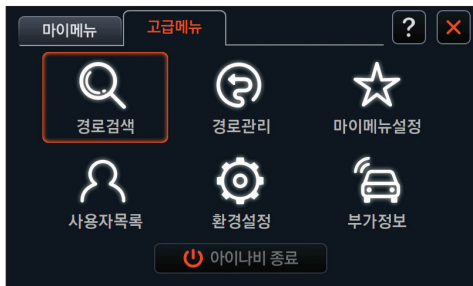 마이메뉴
고급메뉴
?
경로검색
경로관리
마이메뉴설정
사용자목록
환경설정
부가정보
아이나비 종료